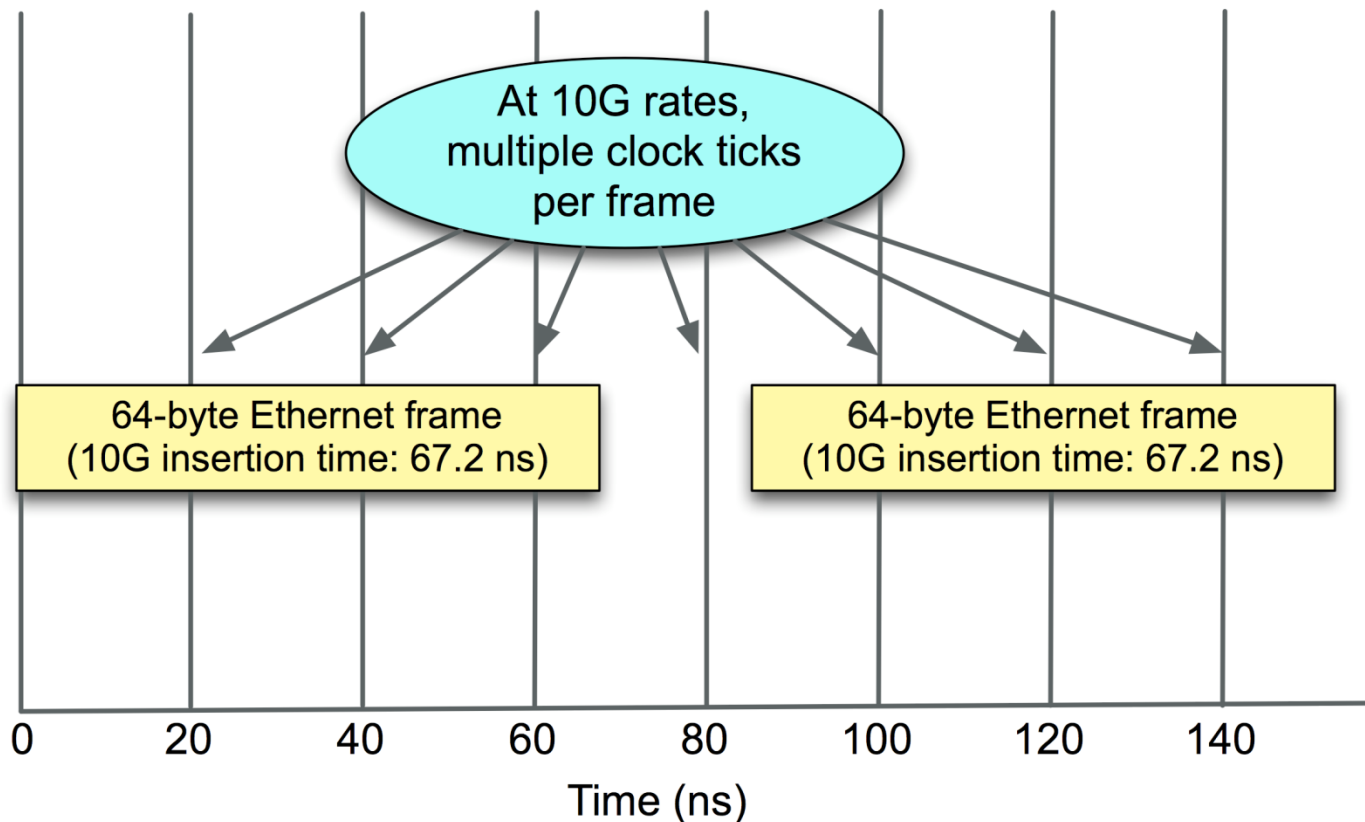 At 10G rates,
multiple clock ticks
per frame
64-byte Ethernet frame
(10G insertion time: 67.2 ns)
64-byte Ethernet frame
(10G insertion time: 67.2 ns)
0 20 40 60 80 100 120 140
Time (ns)